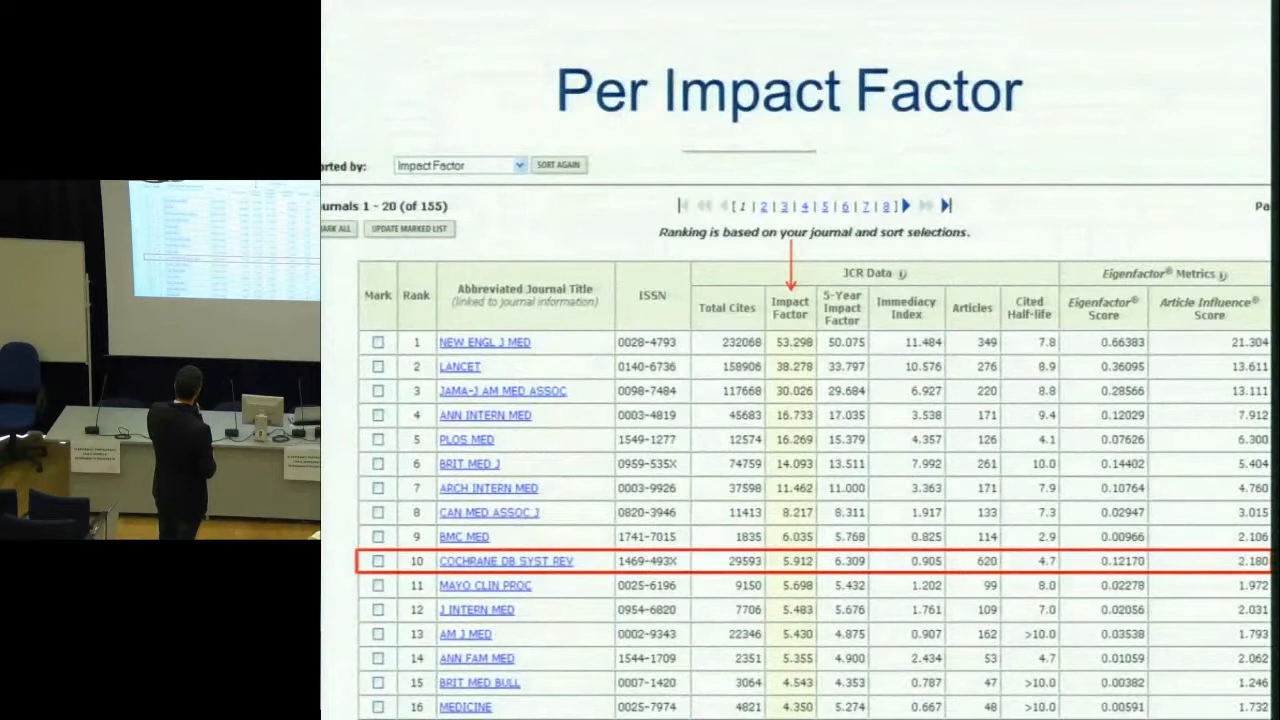 Per Impact Factor
orted by: Impact Factor SORT AGAIN
urnals 1 - 20 (of 155) [ 1 | 2 | 3 | 4 | 5 | 6 | 7 | 8 ] Pa
ARK ALL UPDATE MARKED LIST Ranking is based on your journal and sort selections.
Mark Rank Abbreviated Journal Title (linked to journal information) ISSN JCR Data Eigenfactor® Metrics
Total Cites Impact Factor 5-Year Impact Factor Immediacy Index Articles Cited Half-life Eigenfactor® Score Article Influence® Score
1 NEW ENGL J MED 0028-4793 232068 53.298 50.075 11.484 349 7.8 0.66383 21.304
2 LANCET 0140-6736 158906 38.278 33.797 10.576 276 8.9 0.36095 13.611
3 JAMA-J AM MED ASSOC 0098-7484 117668 30.026 29.684 6.927 220 8.8 0.28566 13.111
4 ANN INTERN MED 0003-4819 45683 16.733 17.035 3.538 171 9.4 0.12029 7.912
5 PLOS MED 1549-1277 12574 16.269 15.379 4.357 126 4.1 0.07626 6.300
6 BRIT MED J 0959-535X 74759 14.093 13.511 7.992 261 10.0 0.14402 5.404
7 ARCH INTERN MED 0003-9926 37598 11.462 11.000 3.363 171 7.9 0.10764 4.760
8 CAN MED ASSOC J 0820-3946 11413 8.217 8.311 1.917 133 7.3 0.02947 3.015
9 BMC MED 1741-7015 1835 6.035 5.768 0.825 114 2.9 0.00966 2.106
10 COCHRANE DB SYST REV 1469-493X 29593 5.912 6.309 0.905 620 4.7 0.12170 2.180
11 MAYO CLIN PROC 0025-6196 9150 5.698 5.432 1.202 99 8.0 0.02278 1.972
12 J INTERN MED 0954-6820 7706 5.483 5.676 1.761 109 7.0 0.02056 2.031
13 AM J MED 0002-9343 22346 5.430 4.875 0.907 162 >10.0 0.03538 1.793
14 ANN FAM MED 1544-1709 2351 5.355 4.900 2.434 53 4.7 0.01059 2.062
15 BRIT MED BULL 0007-1420 3064 4.543 4.353 0.787 47 >10.0 0.00382 1.246
16 MEDICINE 0025-7974 4821 4.350 5.274 0.667 48 >10.0 0.00591 1.732